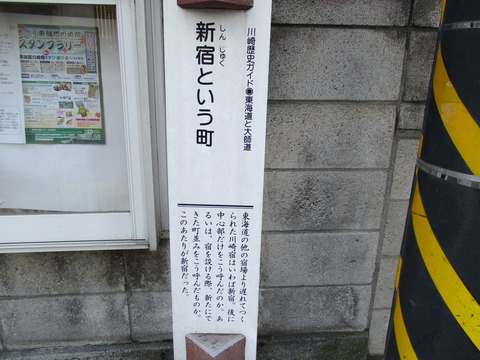 川崎歴史ガイド●東海道と大師道
しんじゅく
新宿という町
東海道の他の宿場より遅れてつく
られた川崎宿はいわば新宿。後に
中心部だけをこう呼んだのか。あ
るいは、宿を設ける際、新たにで
きた町並みをこう呼んだものか。
このあたりが新宿だった。
スタンプラリー